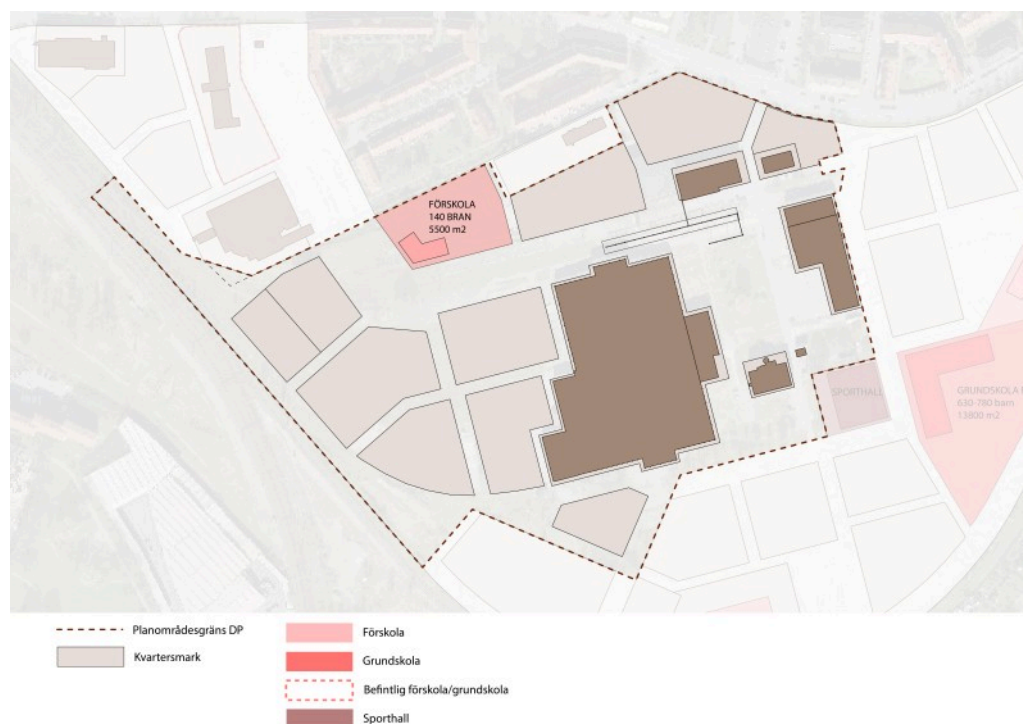 FÖRSKOLA
140 BRAN
5500 m2
SPORTHALL
GRUNDSKOLA
630-780 barn
13800 m2
Planområdesgräns DP
Kvartersmark
Förskola
Grundskola
Befintlig förskola/grundskola
Sporthall